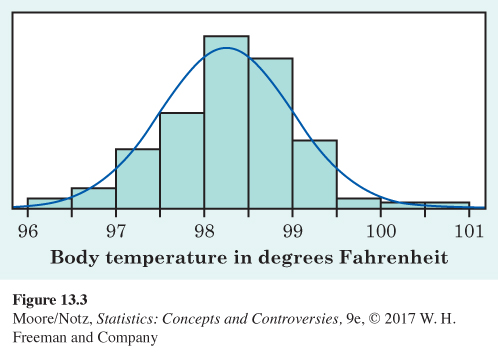 96 97 98 99 100 101
Body temperature in degrees Fahrenheit
Figure 13.3
Moore/Notz, Statistics: Concepts and Controversies, 9e, © 2017 W. H.
Freeman and Company